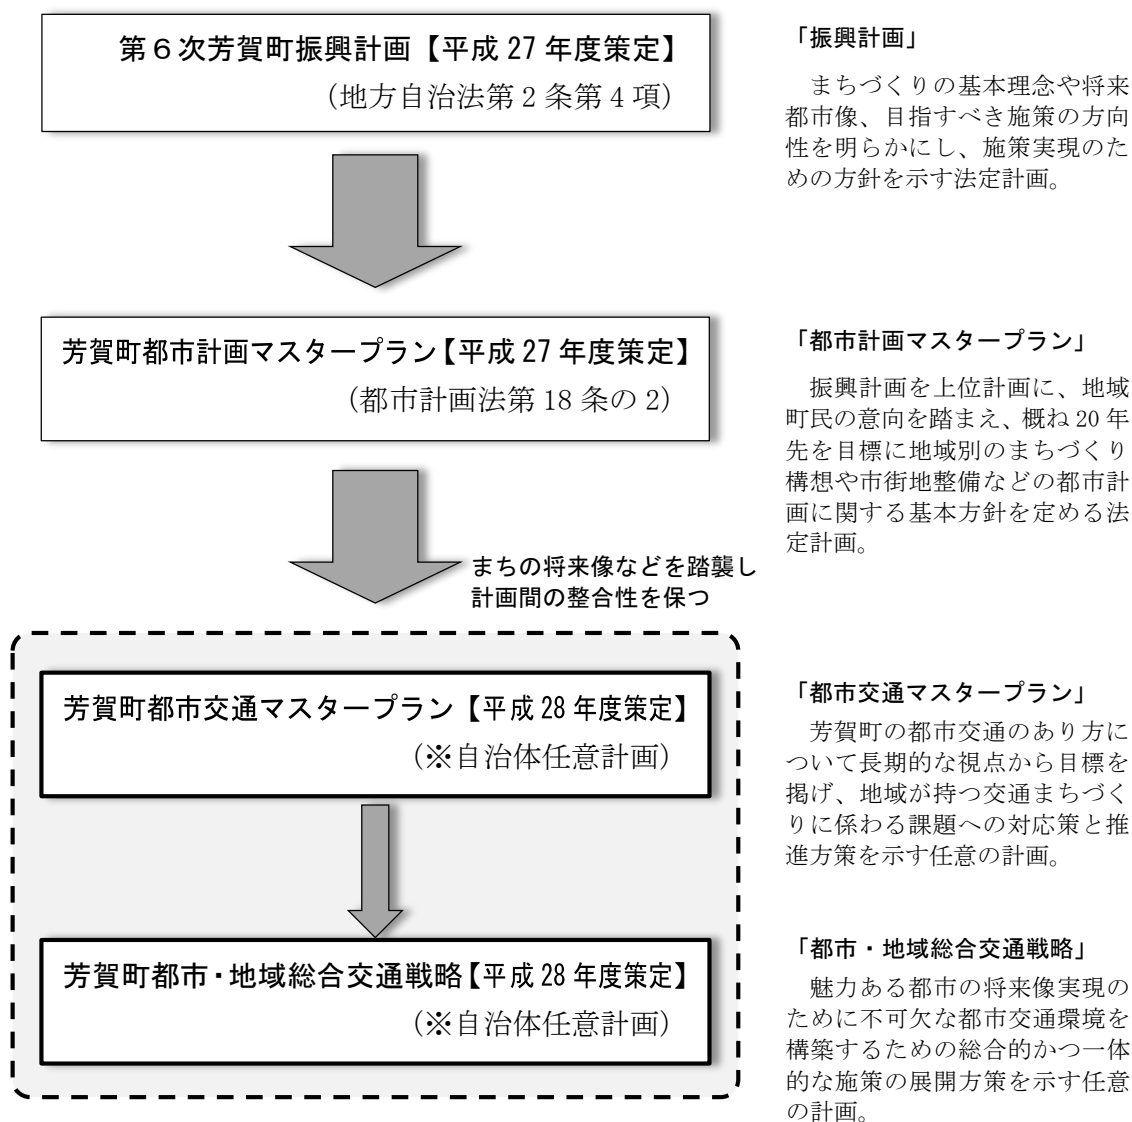 第６次芳賀町振興計画【平成 27 年度策定】
（地方自治法第 2 条第 4 項）
「振興計画」
まちづくりの基本理念や将来
都市像、目指すべき施策の方向
性を明らかにし、施策実現のた
めの方針を示す法定計画。
芳賀町都市計画マスタープラン【平成 27 年度策定】
（都市計画法第 18 条の 2）
「都市計画マスタープラン」
振興計画を上位計画に、地域
町民の意向を踏まえ、概ね 20 年
先を目標に地域別のまちづくり
構想や市街地整備などの都市計
画に関する基本方針を定める法
定計画。
まちの将来像などを踏襲し
計画間の整合性を保つ
芳賀町都市交通マスタープラン【平成 28 年度策定】
（※自治体任意計画）
「都市交通マスタープラン」
芳賀町の都市交通のあり方に
ついて長期的な視点から目標を
掲げ、地域が持つ交通まちづく
りに係わる課題への対応策と推
進方策を示す任意の計画。
芳賀町都市・地域総合交通戦略【平成 28 年度策定】
（※自治体任意計画）
「都市・地域総合交通戦略」
魅力ある都市の将来像実現の
ために不可欠な都市交通環境を
構築するための総合的かつ一体
的な施策の展開方策を示す任意
の計画。